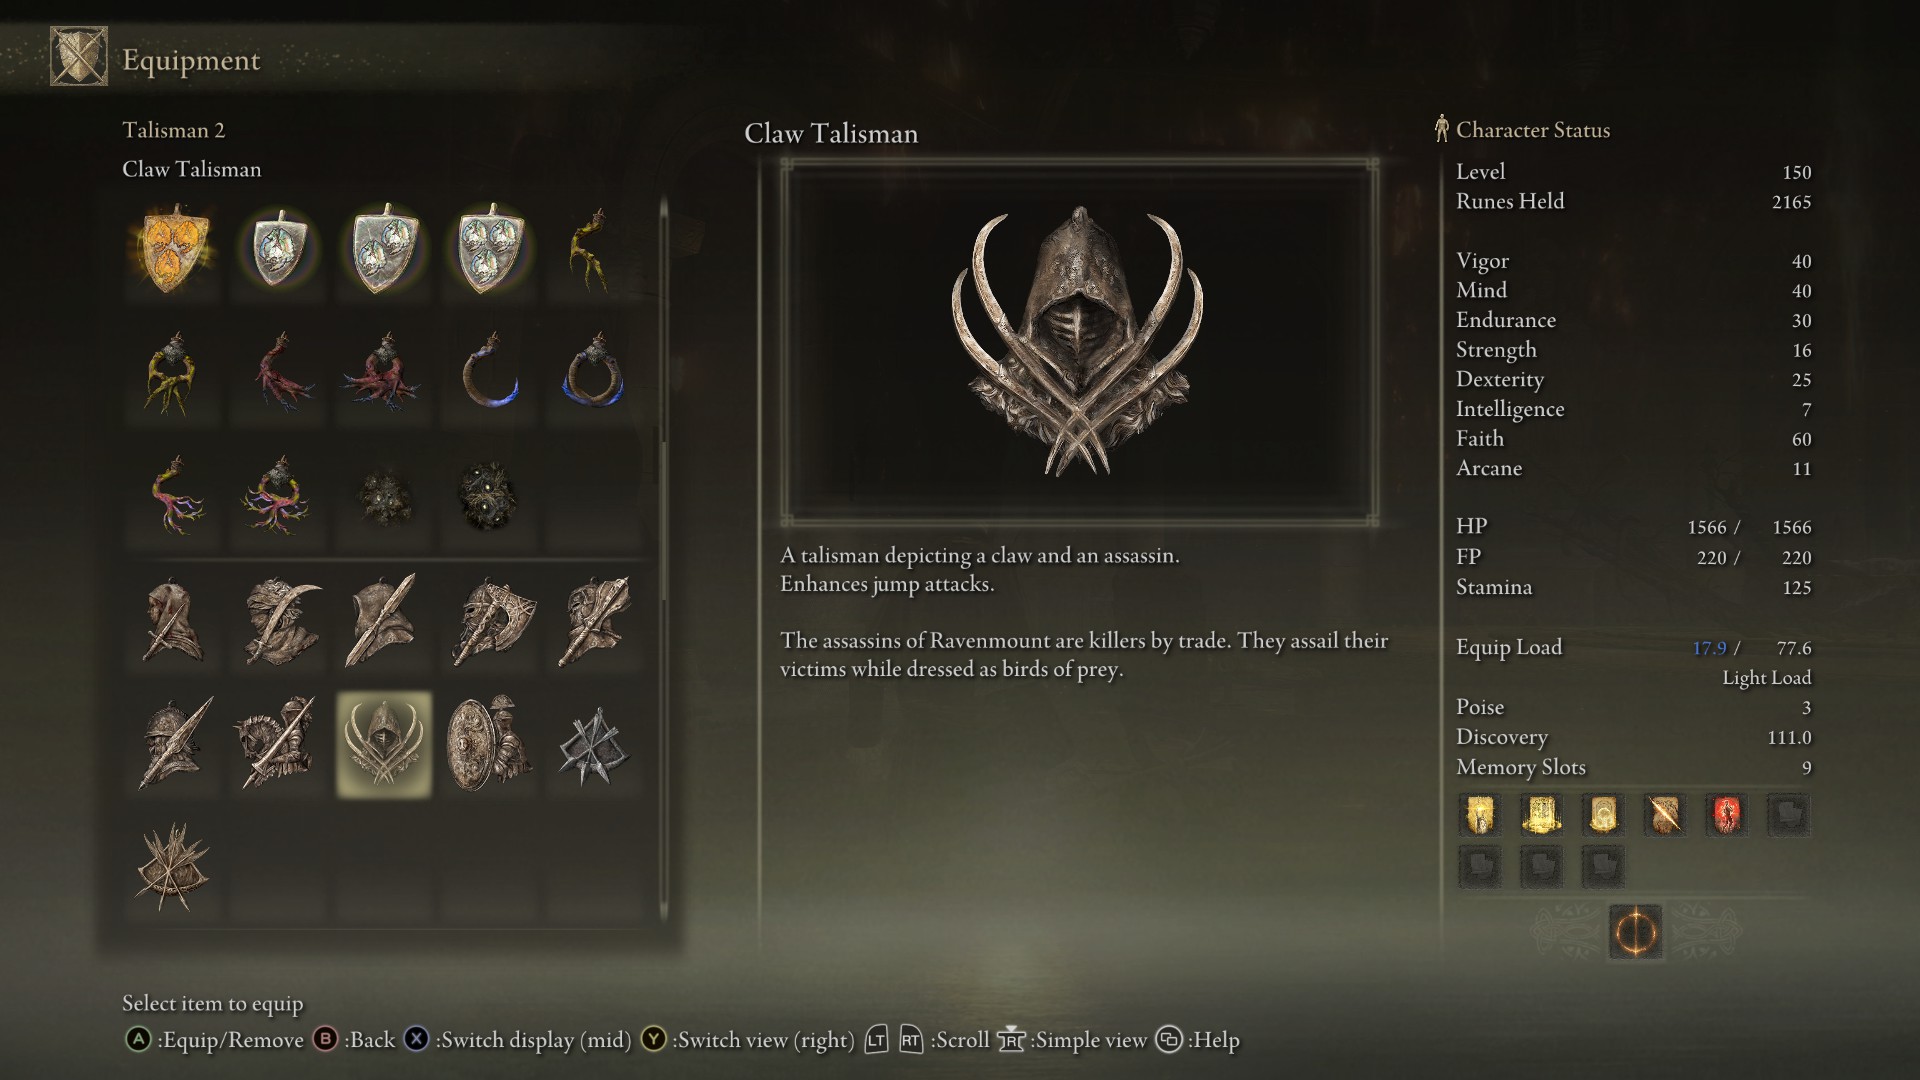 Equipment
Talisman 2
Claw Talisman
Claw Talisman
A talisman depicting a claw and an assassin.
Enhances jump attacks.
The assassins of Ravenmount are killers by trade. They assail their
victims while dressed as birds of prey.
Character Status
Level 150
Runes Held 2165
Vigor 40
Mind 40
Endurance 30
Strength 16
Dexterity 25
Intelligence 7
Faith 60
Arcane 11
HP 1566 / 1566
FP 220 / 220
Stamina 125
Equip Load 17.9 / 77.6
Light Load
Poise 3
Discovery 111.0
Memory Slots 9
Select item to equip
A :Equip/Remove B :Back X :Switch display (mid) Y :Switch view (right) LT RT :Scroll R :Simple view :Help